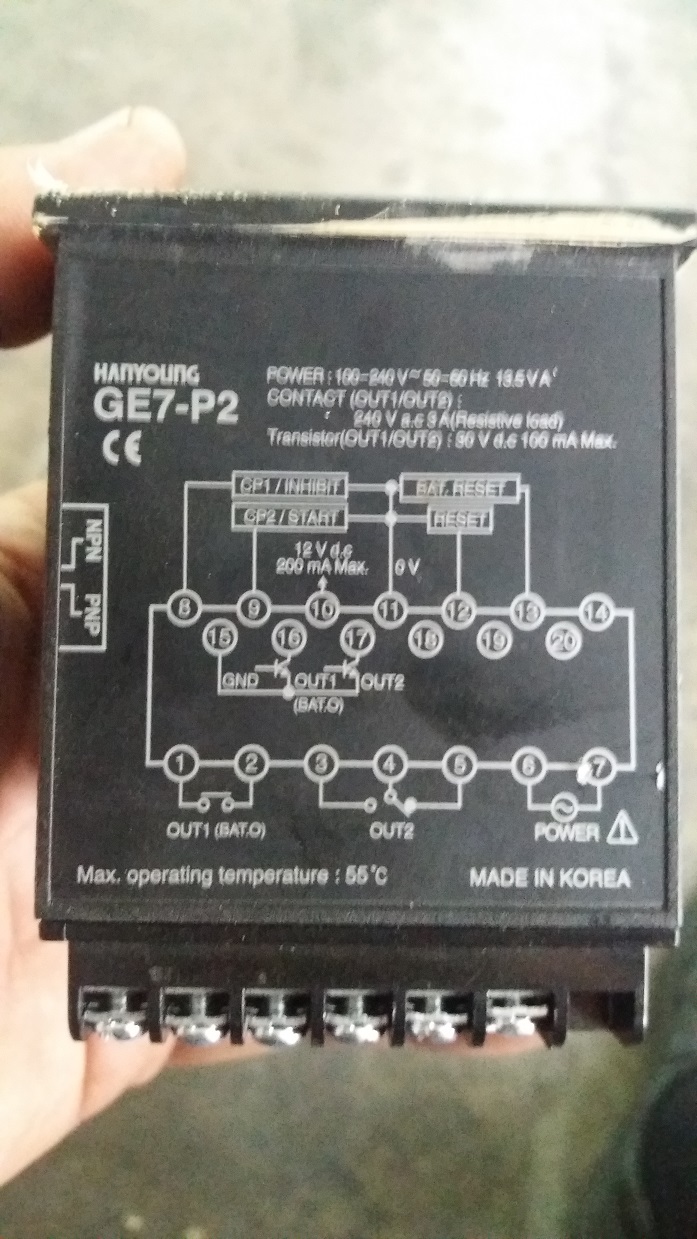 HANYOUNG
GE7-P2
CE
POWER : 100-240 V~ 50-60 Hz 13.5 V A
CONTACT (OUT1/OUT2) :
240 V a.c 3 A(Resistive load)
Transistor(OUT1/OUT2) : 30 V d.c 100 mA Max.
CP1 / INHIBIT
BAT. RESET
CP2 / START
RESET
NPN
PNP
12 V d.c
200 mA Max.
0 V
8 9 10 11 12 13 14
15 16 17 18 19 20
GND OUT1 OUT2
(BAT.O)
1 2 3 4 5 6 7
OUT1 (BAT.O) OUT2 POWER
Max. operating temperature : 55℃ MADE IN KOREA